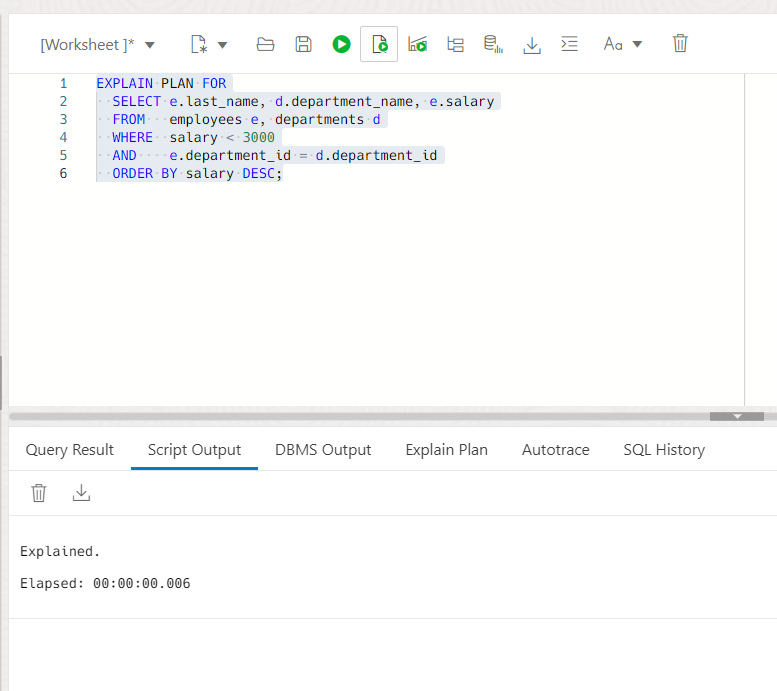 [Worksheet ]*
Aa
1 EXPLAIN PLAN FOR
2 SELECT e.last_name, d.department_name, e.salary
3 FROM employees e, departments d
4 WHERE salary < 3000
5 AND e.department_id = d.department_id
6 ORDER BY salary DESC;
Query Result Script Output DBMS Output Explain Plan Autotrace SQL History
Explained.
Elapsed: 00:00:00.006